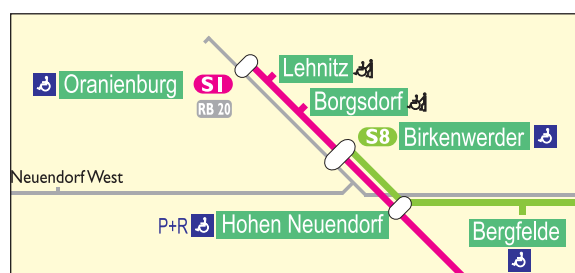 Lehnitz
Oranienburg S1
RB 20
Borgsdorf
S8 Birkenwerder
Neuendorf West
P+R Hohen Neuendorf
Bergfelde